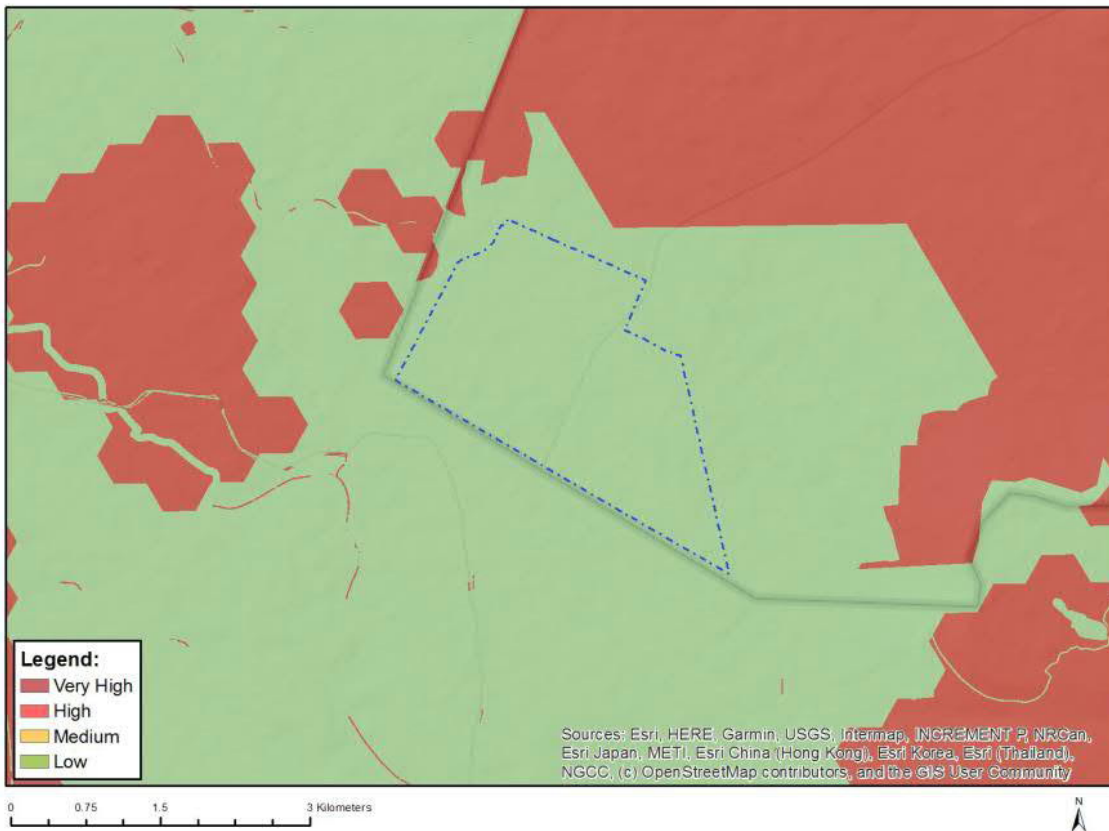 Legend:
Very High
High
Medium
Low
Sources: Esri, HERE, Garmin, USGS, Intermap, INCREMENT P, NRCan,
Esri Japan, METI, Esri China (Hong Kong), Esri Korea, Esri (Thailand),
NGCC, (c) OpenStreetMap contributors, and the GIS User Community
0 0.75 1.5 3 Kilometers
N